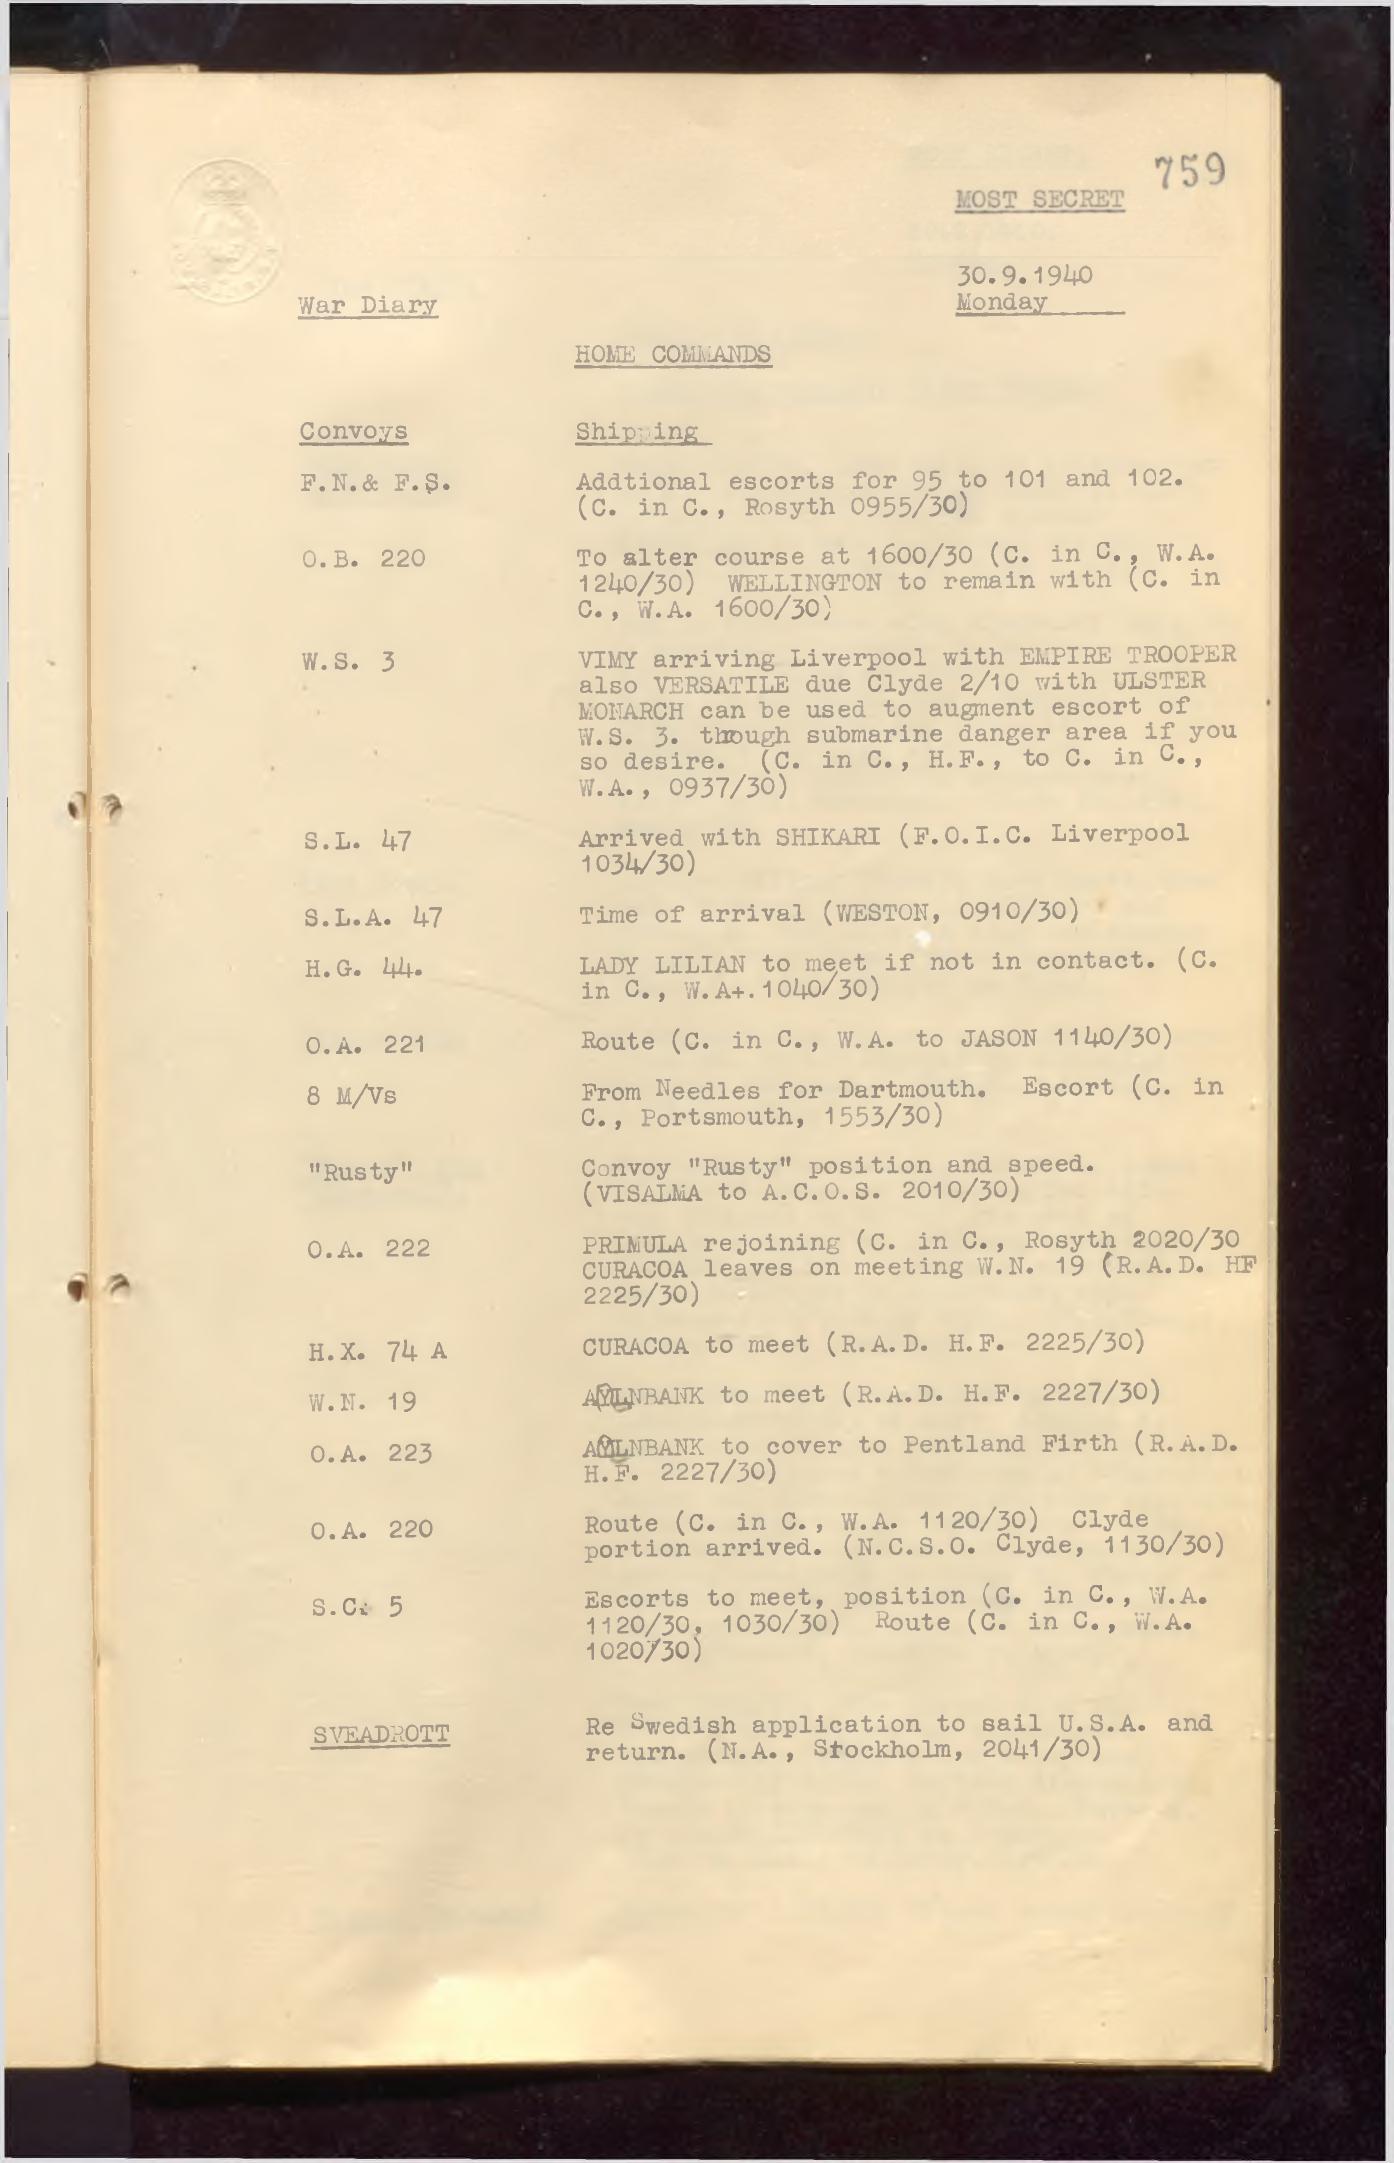 759
MOST SECRET
30.9.1940
Monday
War Diary
HOME COMMANDS
Convoys Shipping
F.N.& F.S. Addtional escorts for 95 to 101 and 102.
(C. in C., Rosyth 0955/30)
O.B. 220 To alter course at 1600/30 (C. in C., W.A.
1240/30) WELLINGTON to remain with (C. in
C., W.A. 1600/30)
W.S. 3 VIMY arriving Liverpool with EMPIRE TROOPER
also VERSATILE due Clyde 2/10 with ULSTER
MONARCH can be used to augment escort of
W.S. 3. though submarine danger area if you
so desire. (C. in C., H.F., to C. in C.,
W.A., 0937/30)
S.L. 47 Arrived with SHIKARI (F.O.I.C. Liverpool
1034/30)
S.L.A. 47 Time of arrival (WESTON, 0910/30)
H.G. 44. LADY LILIAN to meet if not in contact. (C.
in C., W.A+.1040/30)
O.A. 221 Route (C. in C., W.A. to JASON 1140/30)
8 M/Vs From Needles for Dartmouth. Escort (C. in
C., Portsmouth, 1553/30)
"Rusty" Convoy "Rusty" position and speed.
(VISALMA to A.C.O.S. 2010/30)
O.A. 222 PRIMULA rejoining (C. in C., Rosyth 2020/30
CURACOA leaves on meeting W.N. 19 (R.A.D. HF
2225/30)
H.X. 74 A CURACOA to meet (R.A.D. H.F. 2225/30)
W.N. 19 AYLNBANK to meet (R.A.D. H.F. 2227/30)
O.A. 223 AYLNBANK to cover to Pentland Firth (R.A.D.
H.F. 2227/30)
O.A. 220 Route (C. in C., W.A. 1120/30) Clyde
portion arrived. (N.C.S.O. Clyde, 1130/30)
S.C. 5 Escorts to meet, position (C. in C., W.A.
1120/30, 1030/30) Route (C. in C., W.A.
1020/30)
SVEADROTT Re Swedish application to sail U.S.A. and
return. (N.A., Stockholm, 2041/30)